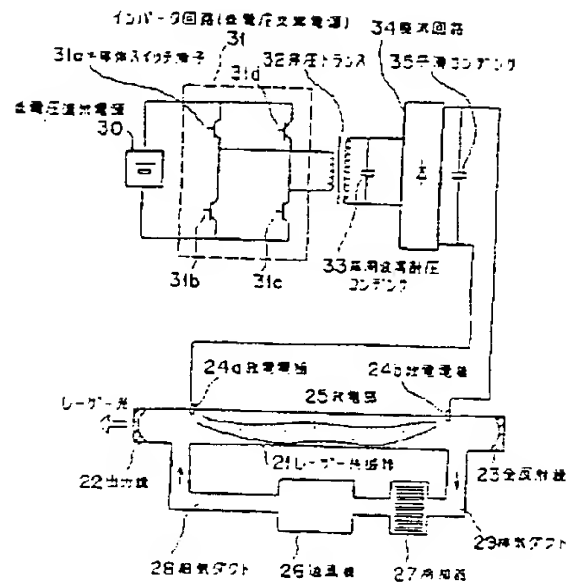 インバータ回路(低電圧交流電源)
31
31a半導体スイッチ素子
31d
32昇圧トランス
34整流回路
35平滑コンデンサ
低電圧直流電源
30
31b
31c
33高周波高耐圧
コンデンサ
24a放電電極
24b放電電極
25放電部
レーザー光
22出力鏡
21レーザー発振器
23全反射鏡
28給気ダクト
26送風機
27冷却器
29排気ダクト